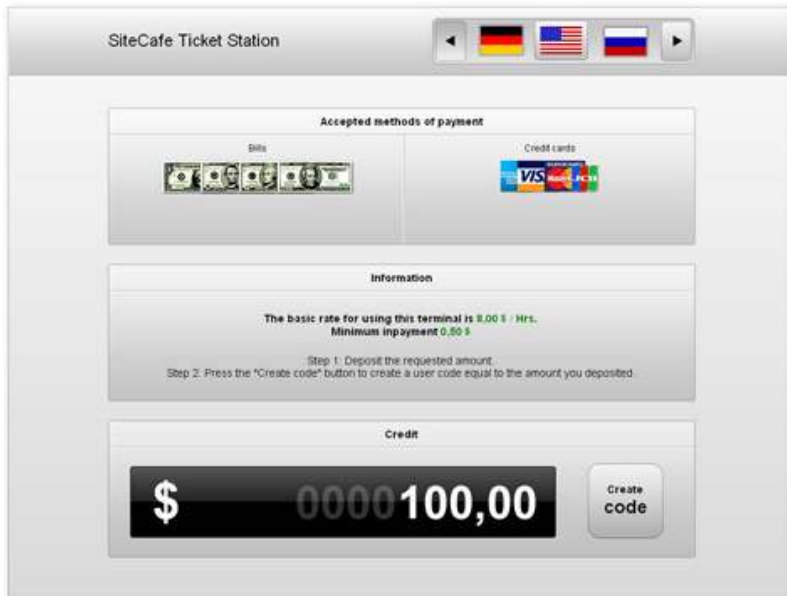 SiteCafe Ticket Station
Accepted methods of payment
Bills
Credit cards
VISA
JCB
Information
The basic rate for using this terminal is 8,00 $ / Hrs.
Minimum inpayment 0,50 $
Step 1: Deposit the requested amount.
Step 2: Press the "Create code" button to create a user code equal to the amount you deposited.
Credit
$ 0000100,00
Create
code